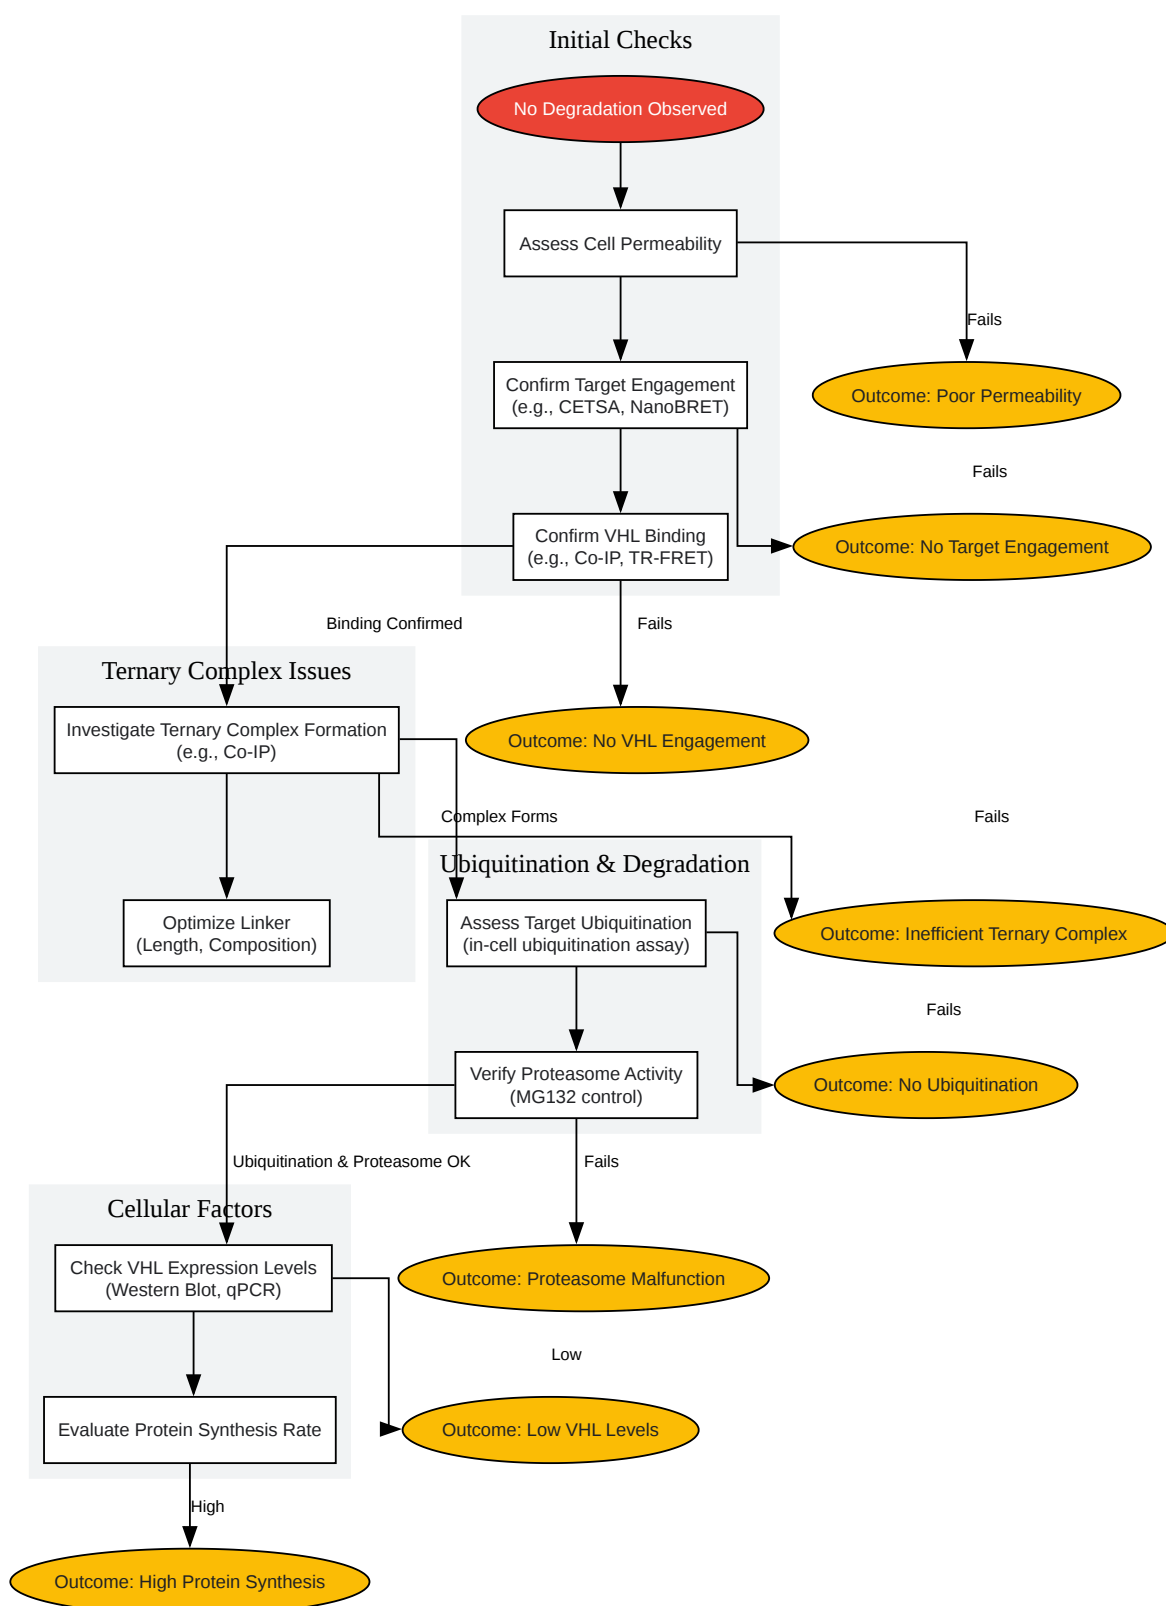 Initial Checks
No Degradation Observed
Assess Cell Permeability
Fails
Confirm Target Engagement
(e.g., CETSA, NanoBRET)
Outcome: Poor Permeability
Fails
Confirm VHL Binding
(e.g., Co-IP, TR-FRET)
Outcome: No Target Engagement
Binding Confirmed
Fails
Ternary Complex Issues
Investigate Ternary Complex Formation
(e.g., Co-IP)
Outcome: No VHL Engagement
Complex Forms
Fails
Ubiquitination & Degradation
Optimize Linker
(Length, Composition)
Assess Target Ubiquitination
(in-cell ubiquitination assay)
Outcome: Inefficient Ternary Complex
Fails
Verify Proteasome Activity
(MG132 control)
Outcome: No Ubiquitination
Ubiquitination & Proteasome OK
Fails
Cellular Factors
Check VHL Expression Levels
(Western Blot, qPCR)
Outcome: Proteasome Malfunction
Low
Evaluate Protein Synthesis Rate
Outcome: Low VHL Levels
High
Outcome: High Protein Synthesis